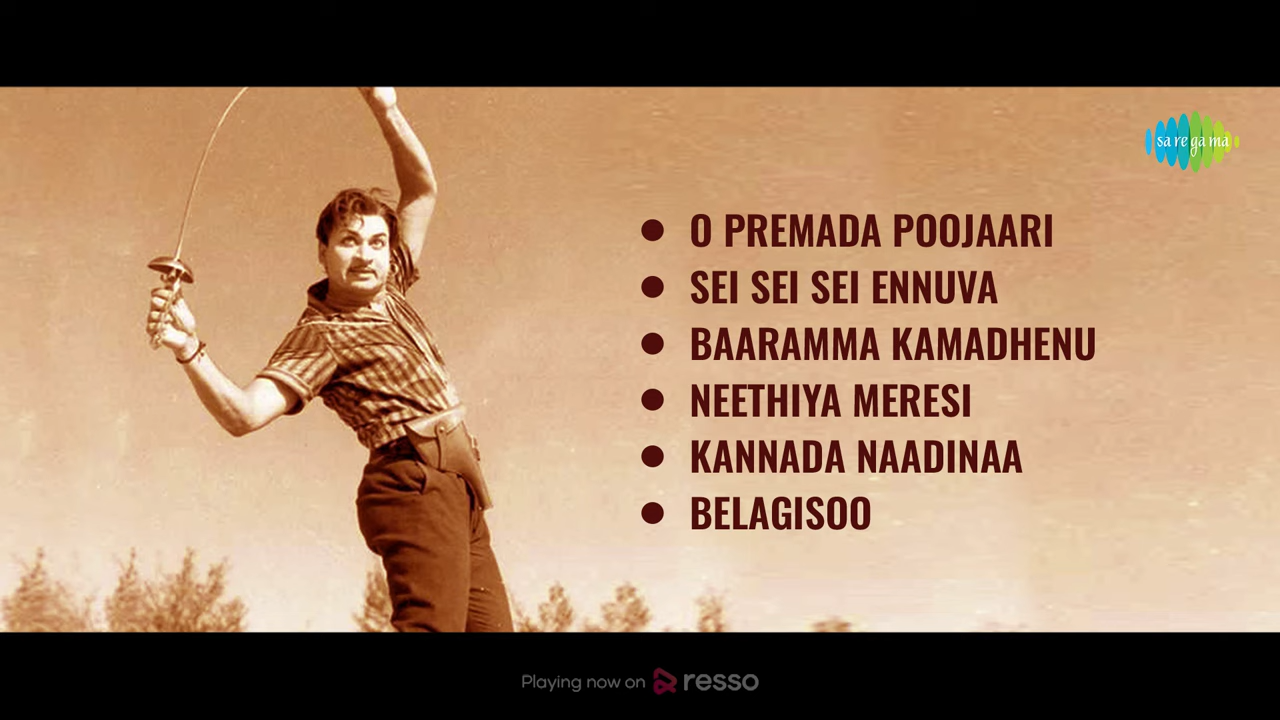 sa re ga ma
O PREMADA POOJAARI
SEI SEI SEI ENNUVA
BAARAMMA KAMADHENU
NEETHIYA MERESI
KANNADA NAADINAA
BELAGISOO
Playing now on resso